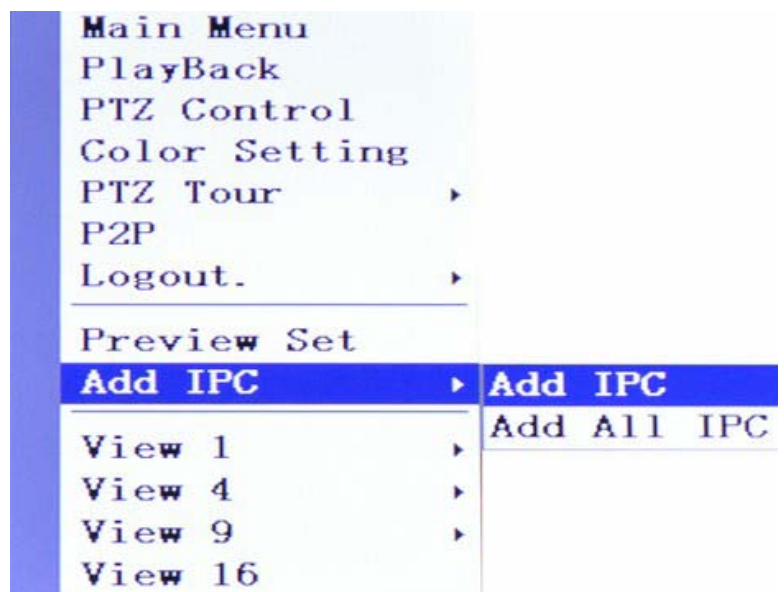 Main Menu
PlayBack
PTZ Control
Color Setting
PTZ Tour
P2P
Logout.
Preview Set
Add IPC
Add IPC
Add All IPC
View 1
View 4
View 9
View 16